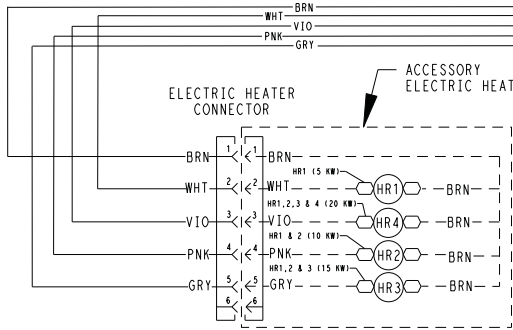 BRN
WHT
VIO
PNK
GRY
ACCESSORY
ELECTRIC HEAT
ELECTRIC HEATER
CONNECTOR
BRN 1 1 BRN
HR1 (5 KW)
WHT 2 2 WHT HR1 BRN
HR1,2,3 & 4 (20 KW)
VIO 3 3 VIO HR4 BRN
HR1 & 2 (10 KW)
PNK 4 4 PNK HR2 BRN
HR1,2 & 3 (15 KW)
GRY 5 5 GRY HR3 BRN
6 6